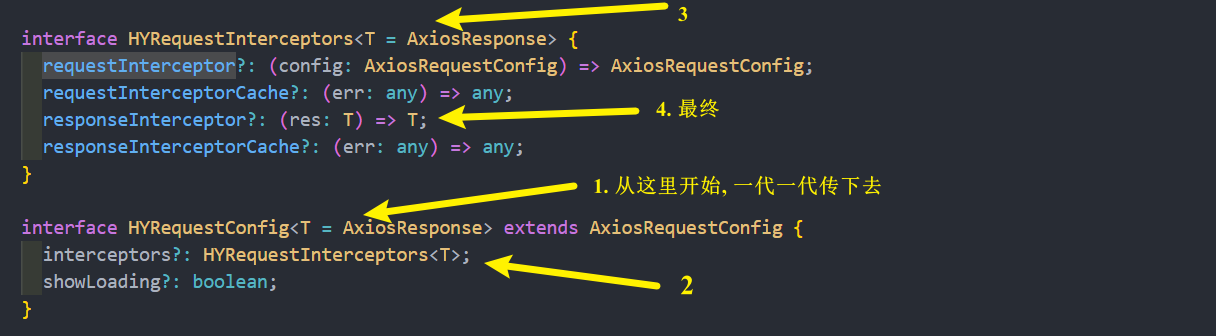 3
interface HYRequestInterceptors<T = AxiosResponse> {
requestInterceptor?: (config: AxiosRequestConfig) => AxiosRequestConfig;
requestInterceptorCache?: (err: any) => any;
responseInterceptor?: (res: T) => T;
4. 最终
responseInterceptorCache?: (err: any) => any;
}
1. 从这里开始, 一代一代传下去
interface HYRequestConfig<T = AxiosResponse> extends AxiosRequestConfig {
interceptors?: HYRequestInterceptors<T>;
2
showLoading?: boolean;
}